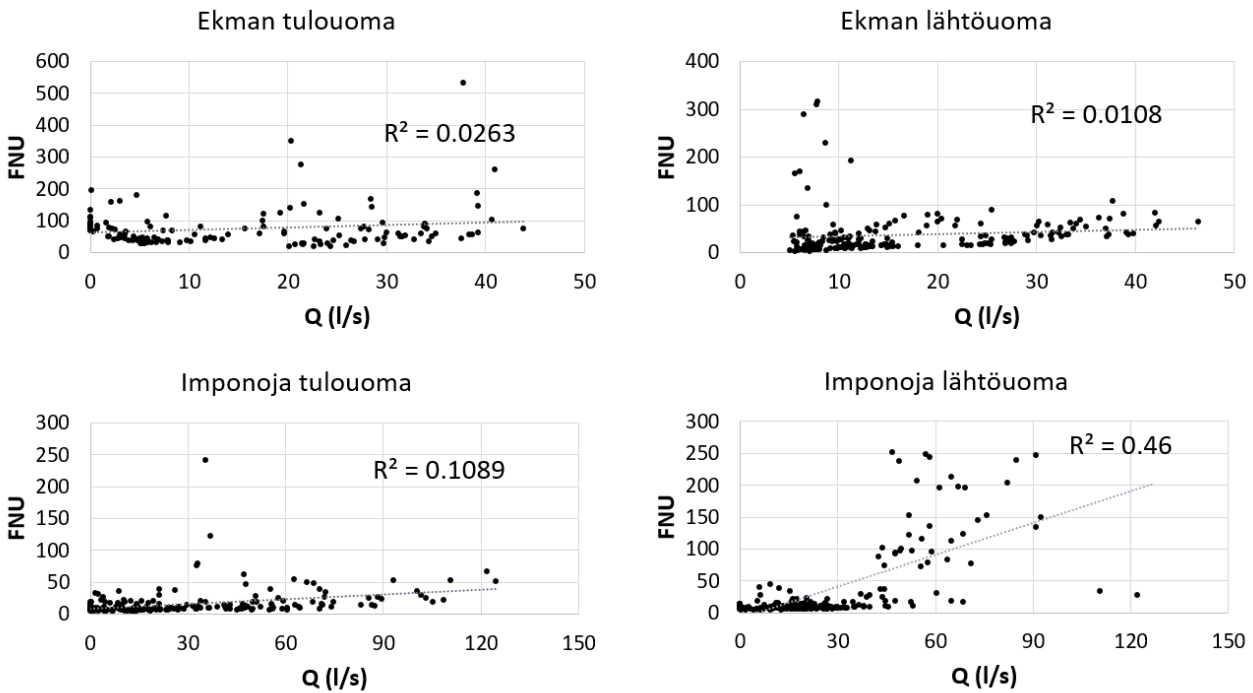 Ekman tulouoma
600
500
400
300
200
100
0
FNU
R² = 0.0263
0 10 20 30 40 50
Q (l/s)
Ekman lähtöuoma
400
300
200
100
0
FNU
R² = 0.0108
0 10 20 30 40 50
Q (l/s)
Imponoja tulouoma
300
250
200
150
100
50
0
FNU
R² = 0.1089
0 30 60 90 120 150
Q (l/s)
Imponoja lähtöuoma
300
250
200
150
100
50
0
FNU
R² = 0.46
0 30 60 90 120 150
Q (l/s)